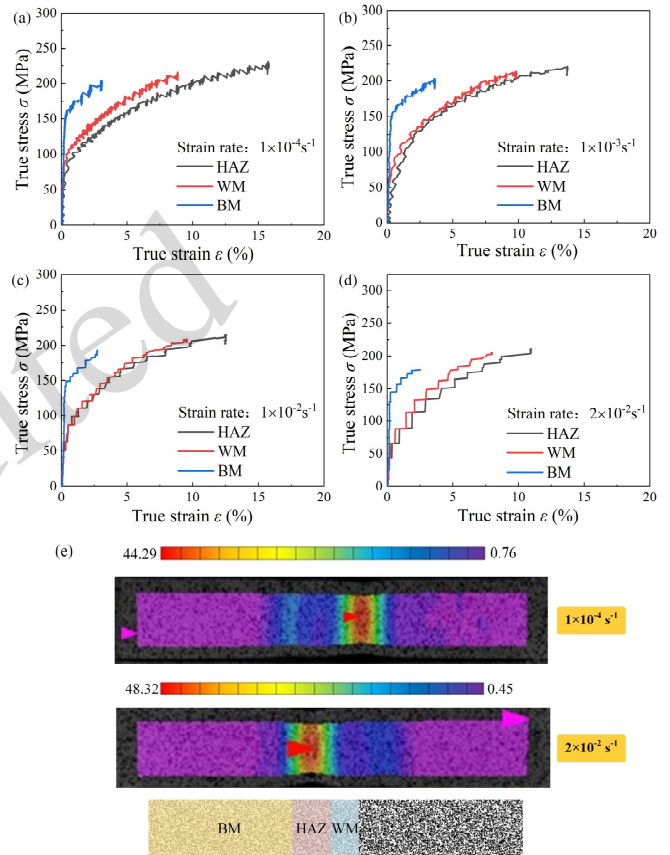 (a)
300
250
200
150
100
50
0
True stress σ (MPa)
Strain rate：1×10⁻⁴s⁻¹
HAZ
WM
BM
0 5 10 15 20
True strain ε (%)
(b)
300
250
200
150
100
50
0
True stress σ (MPa)
Strain rate：1×10⁻³s⁻¹
HAZ
WM
BM
0 5 10 15 20
True strain ε (%)
(c)
300
250
200
150
100
50
0
True stress σ (MPa)
Strain rate：1×10⁻²s⁻¹
HAZ
WM
BM
0 5 10 15 20
True strain ε (%)
(d)
300
250
200
150
100
50
0
True stress σ (MPa)
Strain rate：2×10⁻²s⁻¹
HAZ
WM
BM
0 5 10 15 20
True strain ε (%)
(e)
44.29 0.76
1×10⁻⁴ s⁻¹
48.32 0.45
2×10⁻² s⁻¹
BM HAZ WM